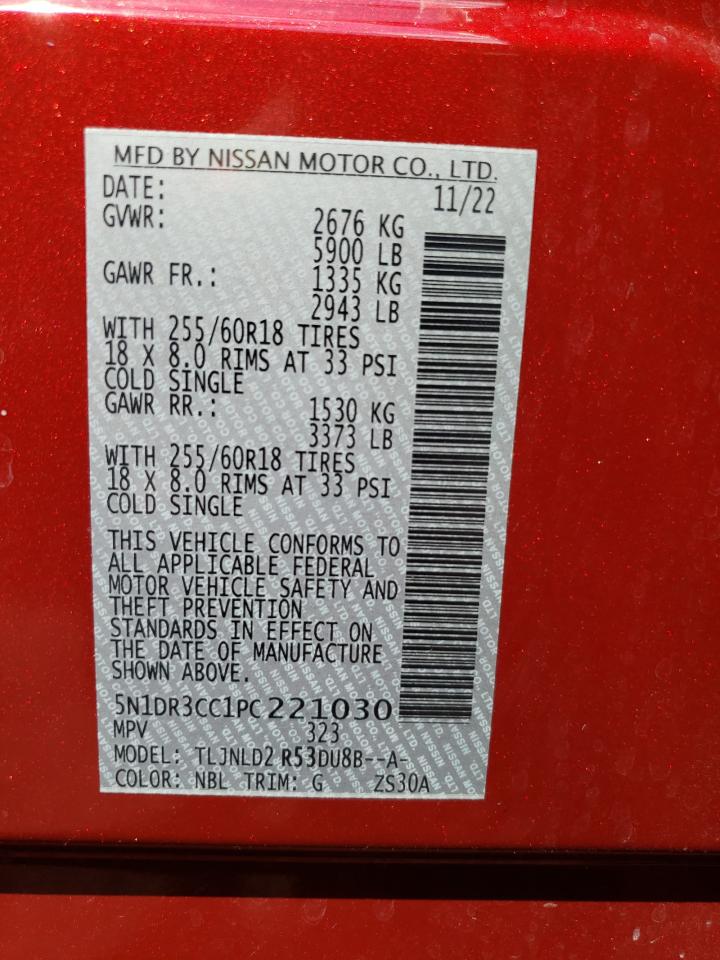 MFD BY NISSAN MOTOR CO., LTD.
DATE: 11/22
GVWR: 2676 KG
5900 LB
GAWR FR.: 1335 KG
2943 LB
WITH 255/60R18 TIRES
18 X 8.0 RIMS AT 33 PSI
COLD SINGLE
GAWR RR.: 1530 KG
3373 LB
WITH 255/60R18 TIRES
18 X 8.0 RIMS AT 33 PSI
COLD SINGLE
THIS VEHICLE CONFORMS TO
ALL APPLICABLE FEDERAL
MOTOR VEHICLE SAFETY AND
THEFT PREVENTION
STANDARDS IN EFFECT ON
THE DATE OF MANUFACTURE
SHOWN ABOVE.
5N1DR3CC1PC221030
MPV 323
MODEL: TLJNLD2 R53DU8B--A-
COLOR: NBL TRIM: G ZS30A